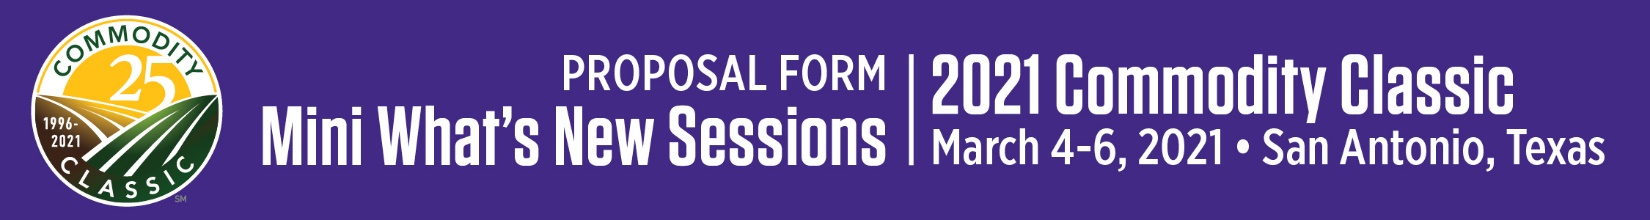 COMMODITY
25
1996-
2021
CLASSIC
SM
PROPOSAL FORM
Mini What's New Sessions
2021 Commodity Classic
March 4-6, 2021 • San Antonio, Texas